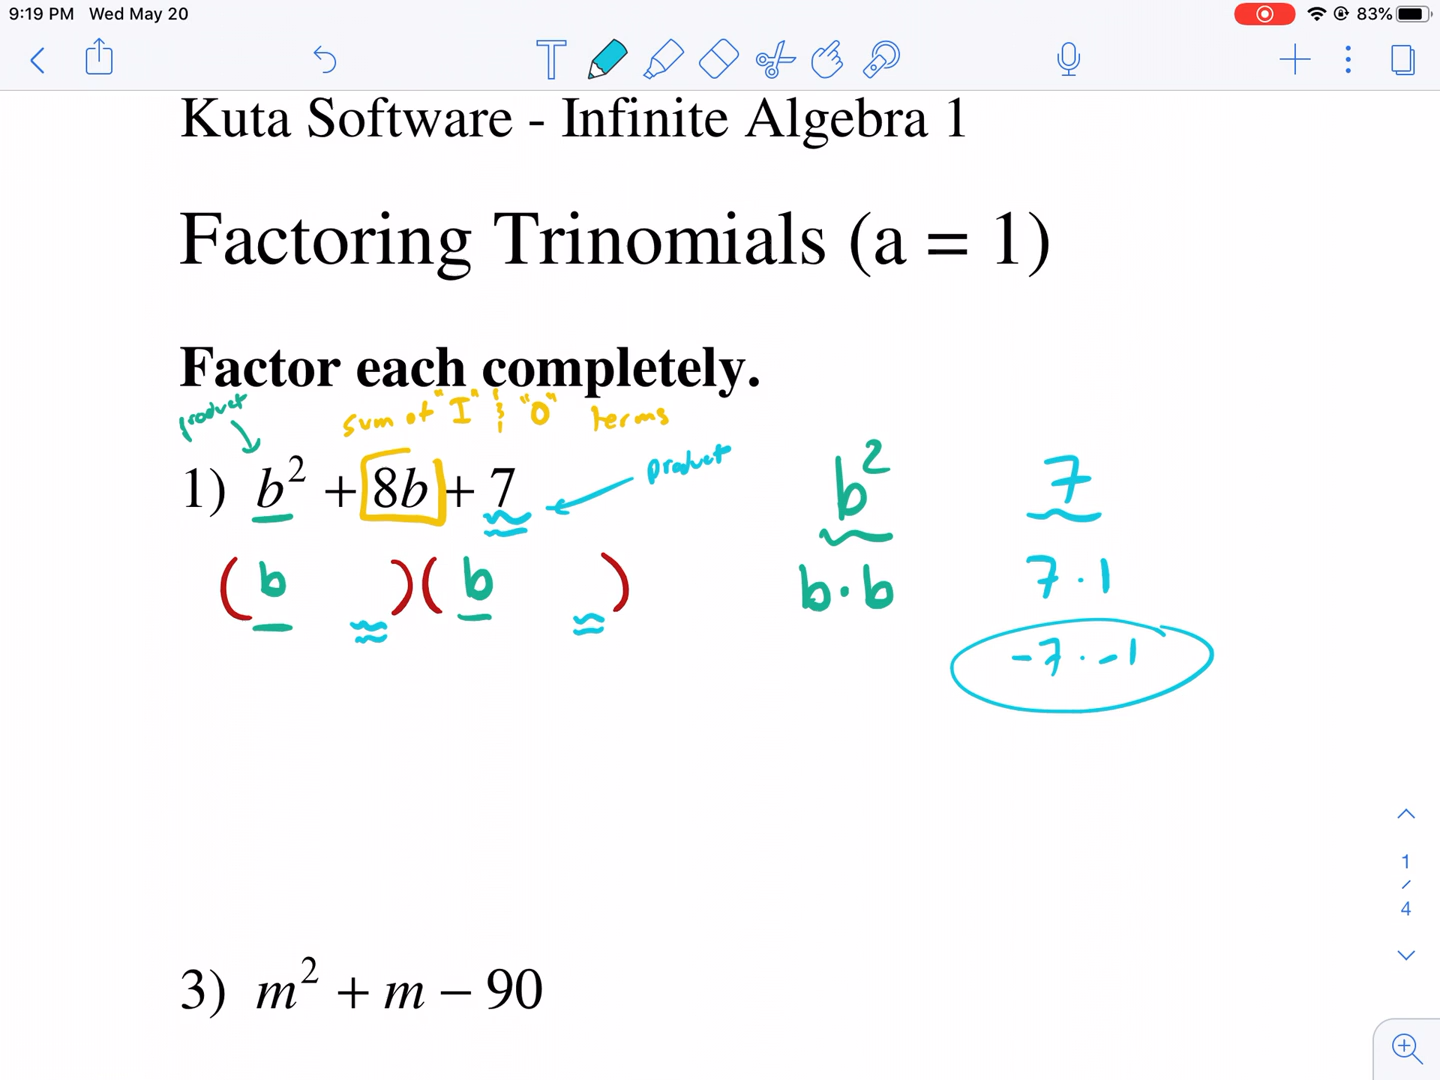 9:19 PM Wed May 20
83%
Kuta Software - Infinite Algebra 1
Factoring Trinomials (a = 1)
Factor each completely.
product
sum of "I" & "O" terms
1) b² + 8b + 7
product
(b )(b )
b²
b·b
7
7·1
-7·-1
3) m² + m − 90
1
/
4